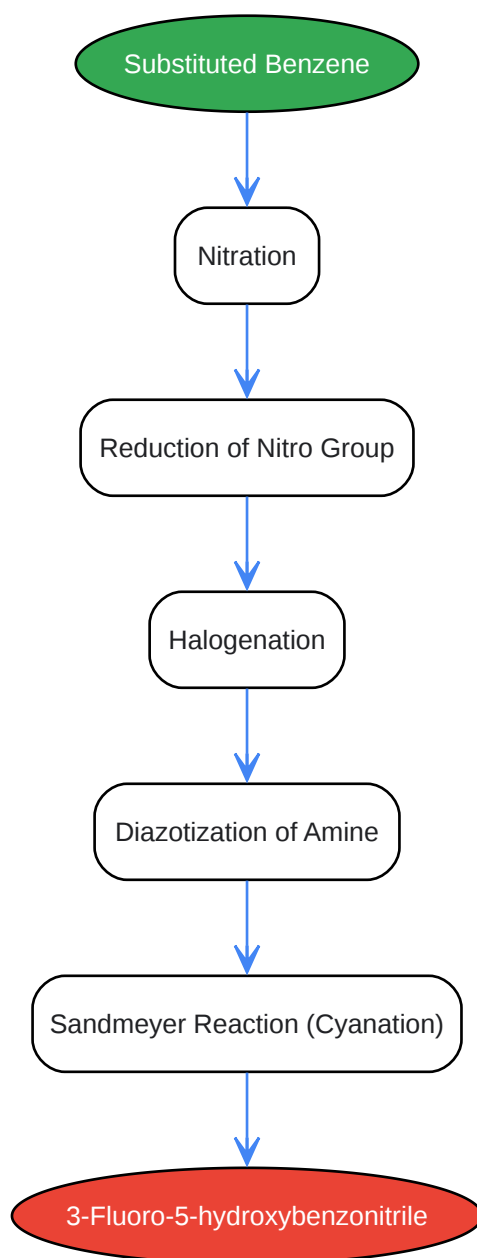 Substituted Benzene
Nitration
Reduction of Nitro Group
Halogenation
Diazotization of Amine
Sandmeyer Reaction (Cyanation)
3-Fluoro-5-hydroxybenzonitrile